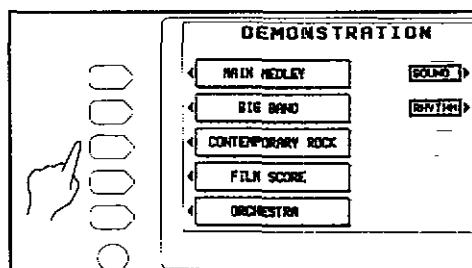 DEMONSTRATION
MAIN MEDLEY
SOUND
BIG BAND
RHYTHM
CONTEMPORARY ROCK
FILM SCORE
ORCHESTRA